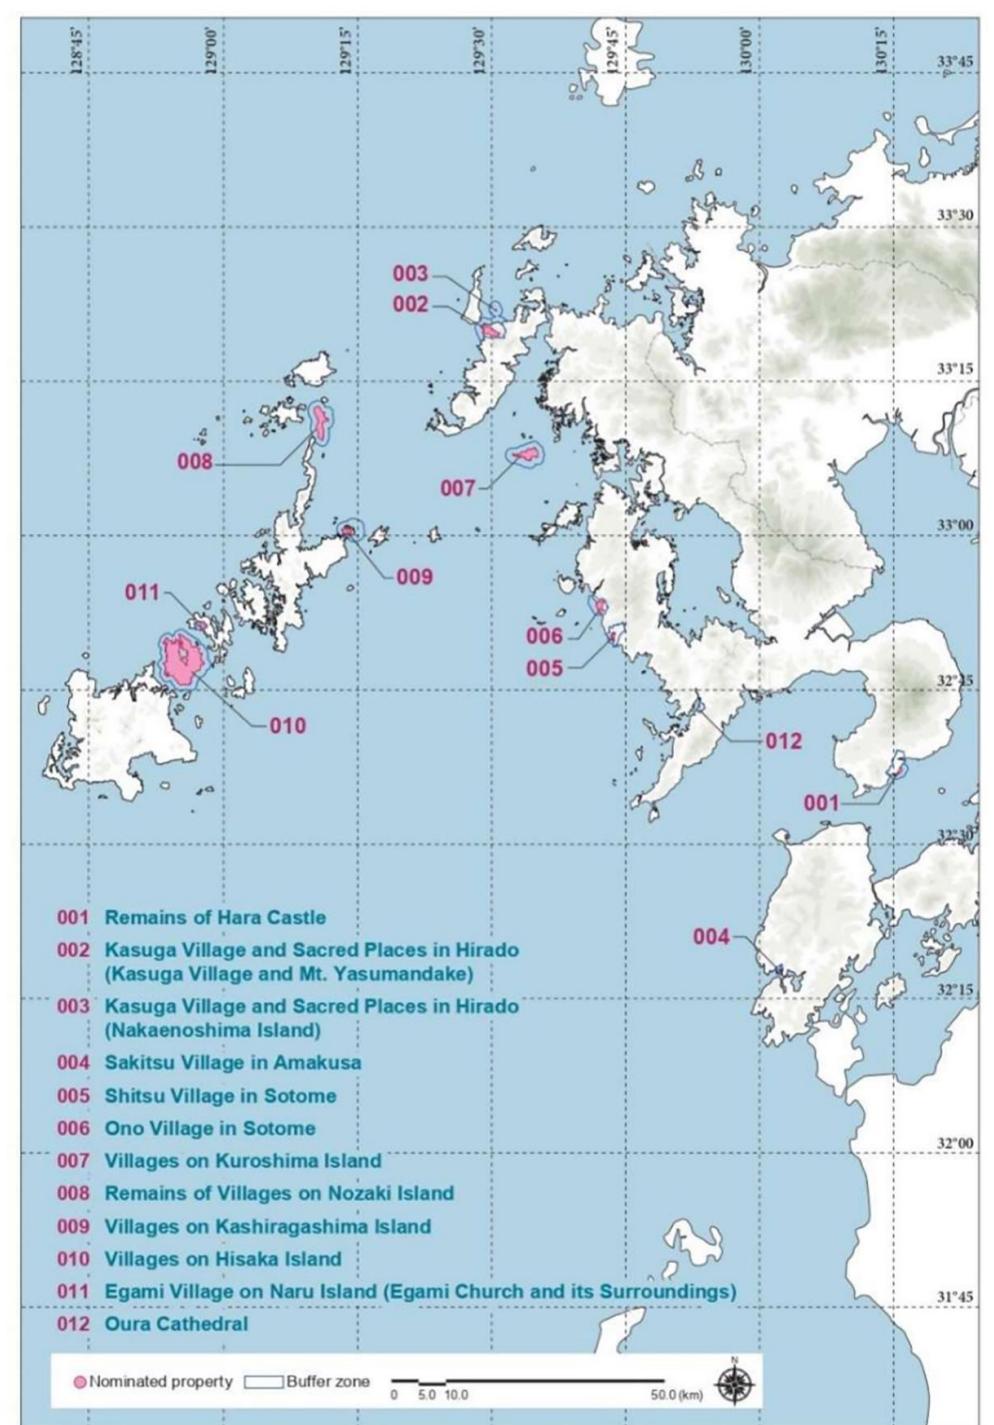 128°45'
129°00'
129°15'
129°30'
129°45'
130°00'
130°15'
33°45
33°30
003
002
33°15
008
007
33°00
009
011
006
005
32°45
010
012
001
32°30
001 Remains of Hara Castle
002 Kasuga Village and Sacred Places in Hirado
(Kasuga Village and Mt. Yasumandake)
004
003 Kasuga Village and Sacred Places in Hirado
(Nakaenoshima Island)
32°15
004 Sakitsu Village in Amakusa
005 Shitsu Village in Sotome
006 Ono Village in Sotome
32°00
007 Villages on Kuroshima Island
008 Remains of Villages on Nozaki Island
009 Villages on Kashiragashima Island
010 Villages on Hisaka Island
011 Egami Village on Naru Island (Egami Church and its Surroundings)
31°45
012 Oura Cathedral
Nominated property
Buffer zone
0 5.0 10.0 50.0 (km)
N